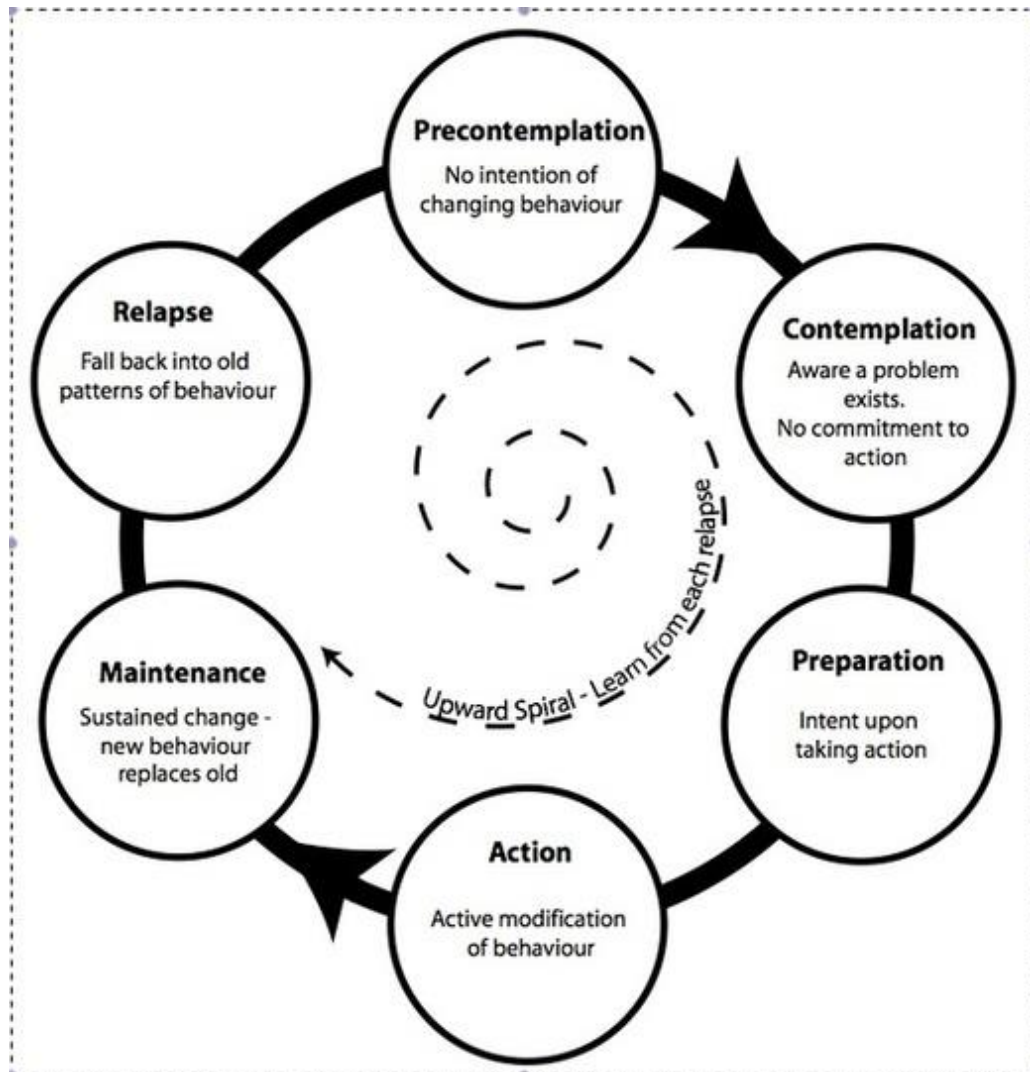 Precontemplation
No intention of
changing behaviour
Contemplation
Aware a problem
exists.
No commitment to
action
Preparation
Intent upon
taking action
Action
Active modification
of behaviour
Maintenance
Sustained change -
new behaviour
replaces old
Relapse
Fall back into old
patterns of behaviour
Upward Spiral - Learn from each relapse